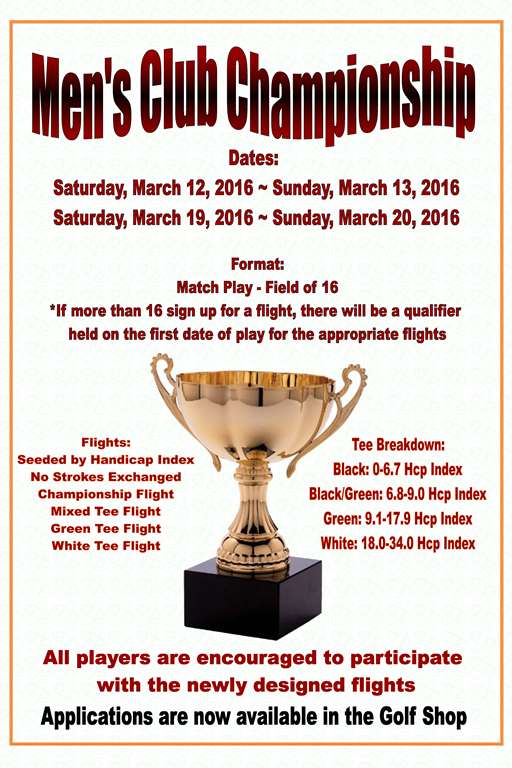 Men's Club Championship
Dates:
Saturday, March 12, 2016 ~ Sunday, March 13, 2016
Saturday, March 19, 2016 ~ Sunday, March 20, 2016
Format:
Match Play - Field of 16
*If more than 16 sign up for a flight, there will be a qualifier
held on the first date of play for the appropriate flights
Flights:
Seeded by Handicap Index
No Strokes Exchanged
Championship Flight
Mixed Tee Flight
Green Tee Flight
White Tee Flight
Tee Breakdown:
Black: 0-6.7 Hcp Index
Black/Green: 6.8-9.0 Hcp Index
Green: 9.1-17.9 Hcp Index
White: 18.0-34.0 Hcp Index
All players are encouraged to participate
with the newly designed flights
Applications are now available in the Golf Shop